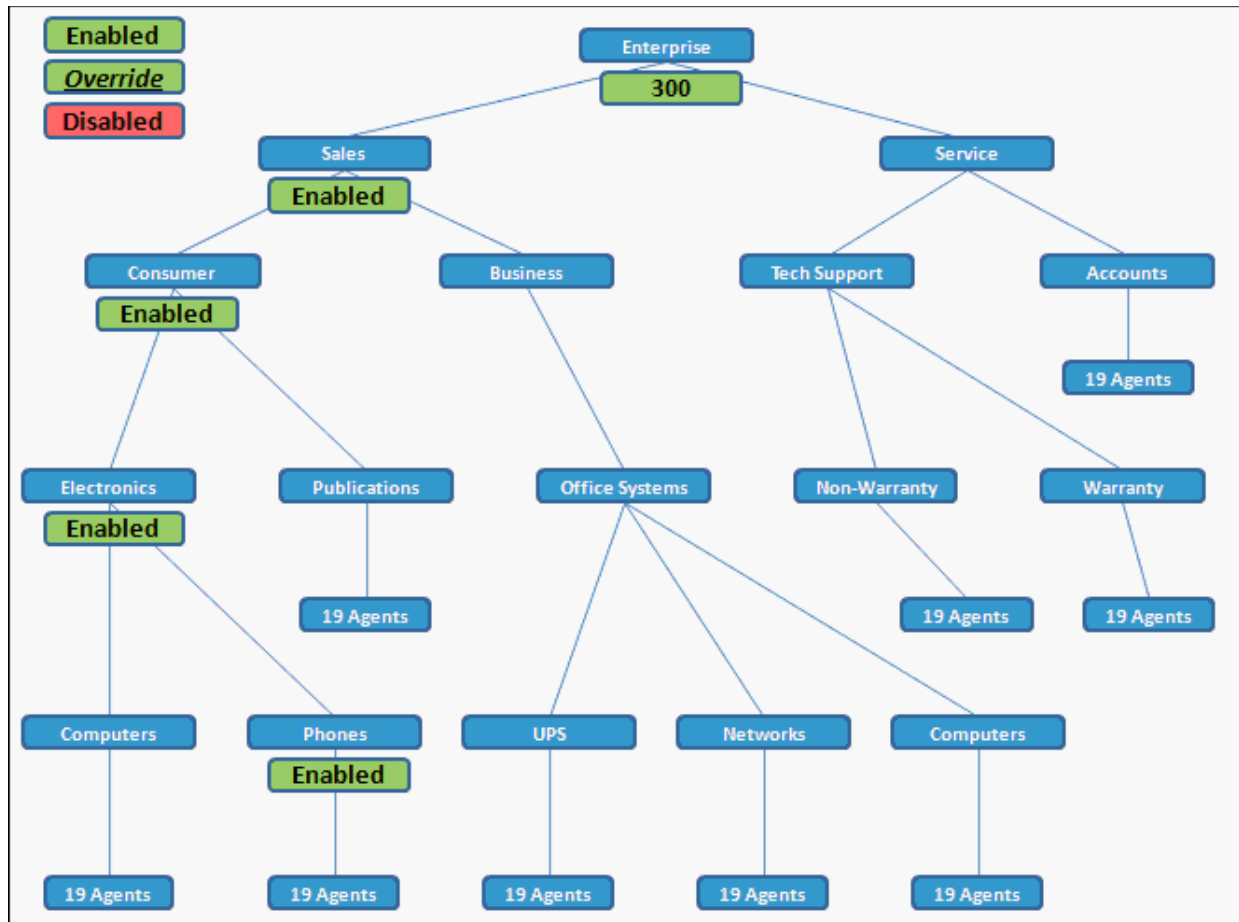 Enabled
Override
Disabled
Enterprise
300
Sales
Service
Enabled
Consumer
Business
Tech Support
Accounts
Enabled
19 Agents
Electronics
Publications
Office Systems
Non-Warranty
Warranty
Enabled
19 Agents
19 Agents
19 Agents
Computers
Phones
UPS
Networks
Computers
Enabled
19 Agents
19 Agents
19 Agents
19 Agents
19 Agents